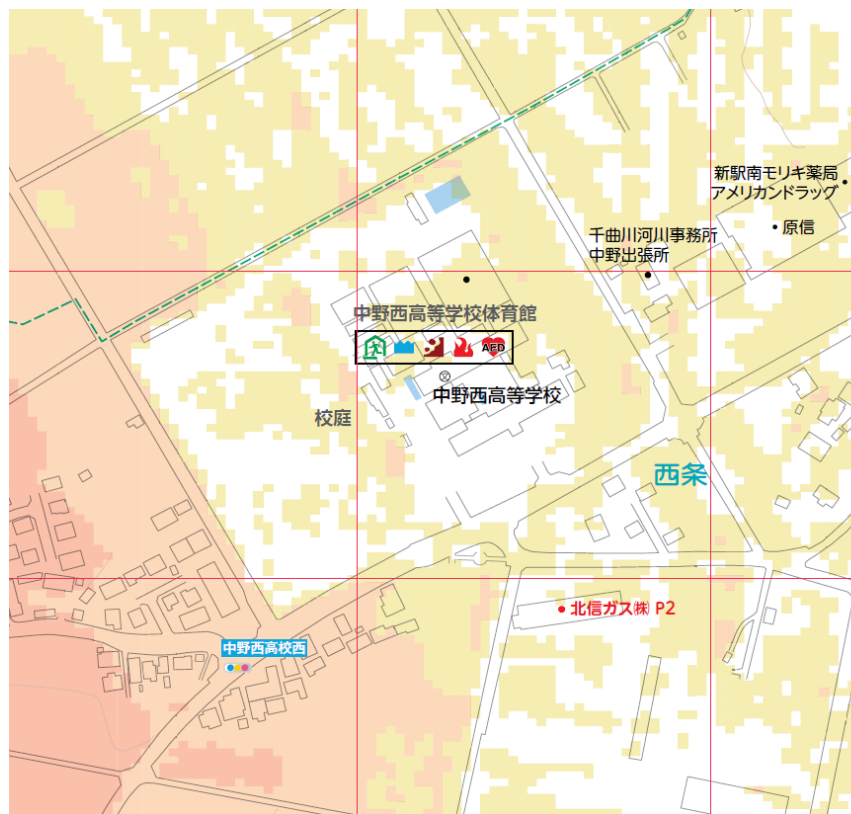 新駅南モリキ薬局
アメリカンドラッグ
原信
千曲川河川事務所
中野出張所
中野西高等学校体育館
AED
中野西高等学校
校庭
西条
北信ガス㈱ P2
中野西高校西